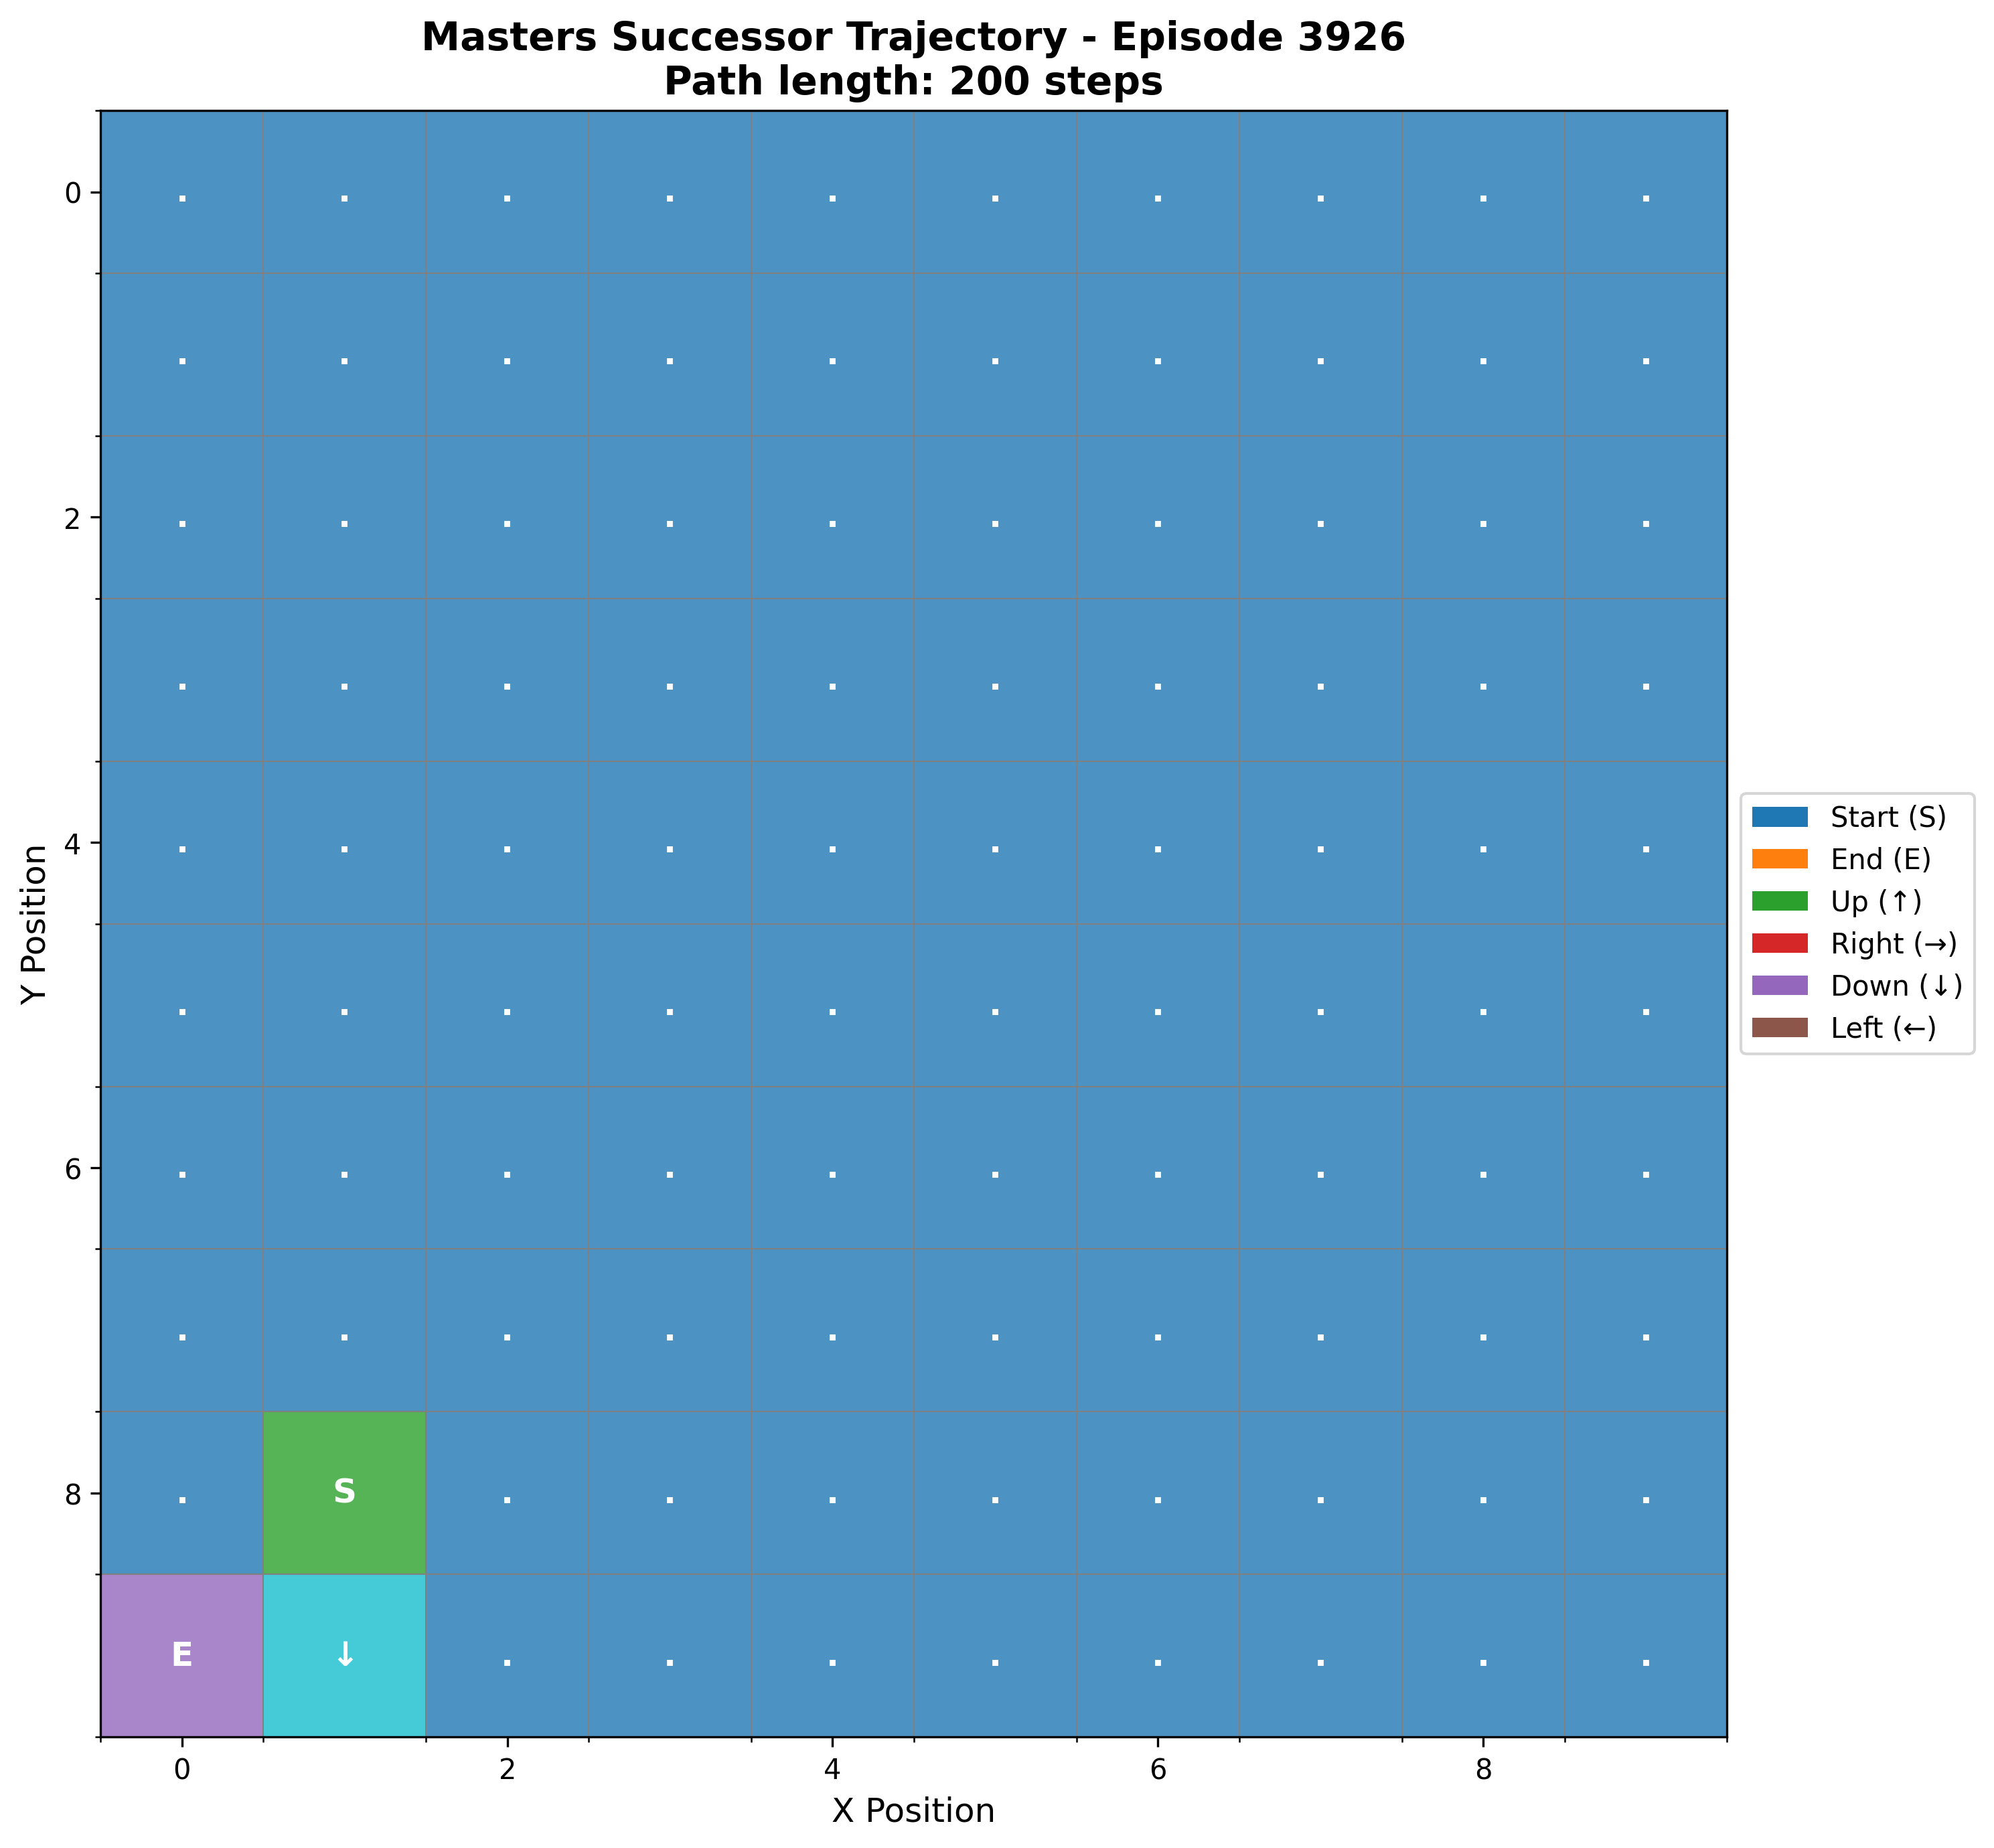 Masters Successor Trajectory - Episode 3926
Path length: 200 steps
Y Position
0
2
4
6
8
S
E ↓
0 2 4 6 8
X Position
Start (S)
End (E)
Up (↑)
Right (→)
Down (↓)
Left (←)